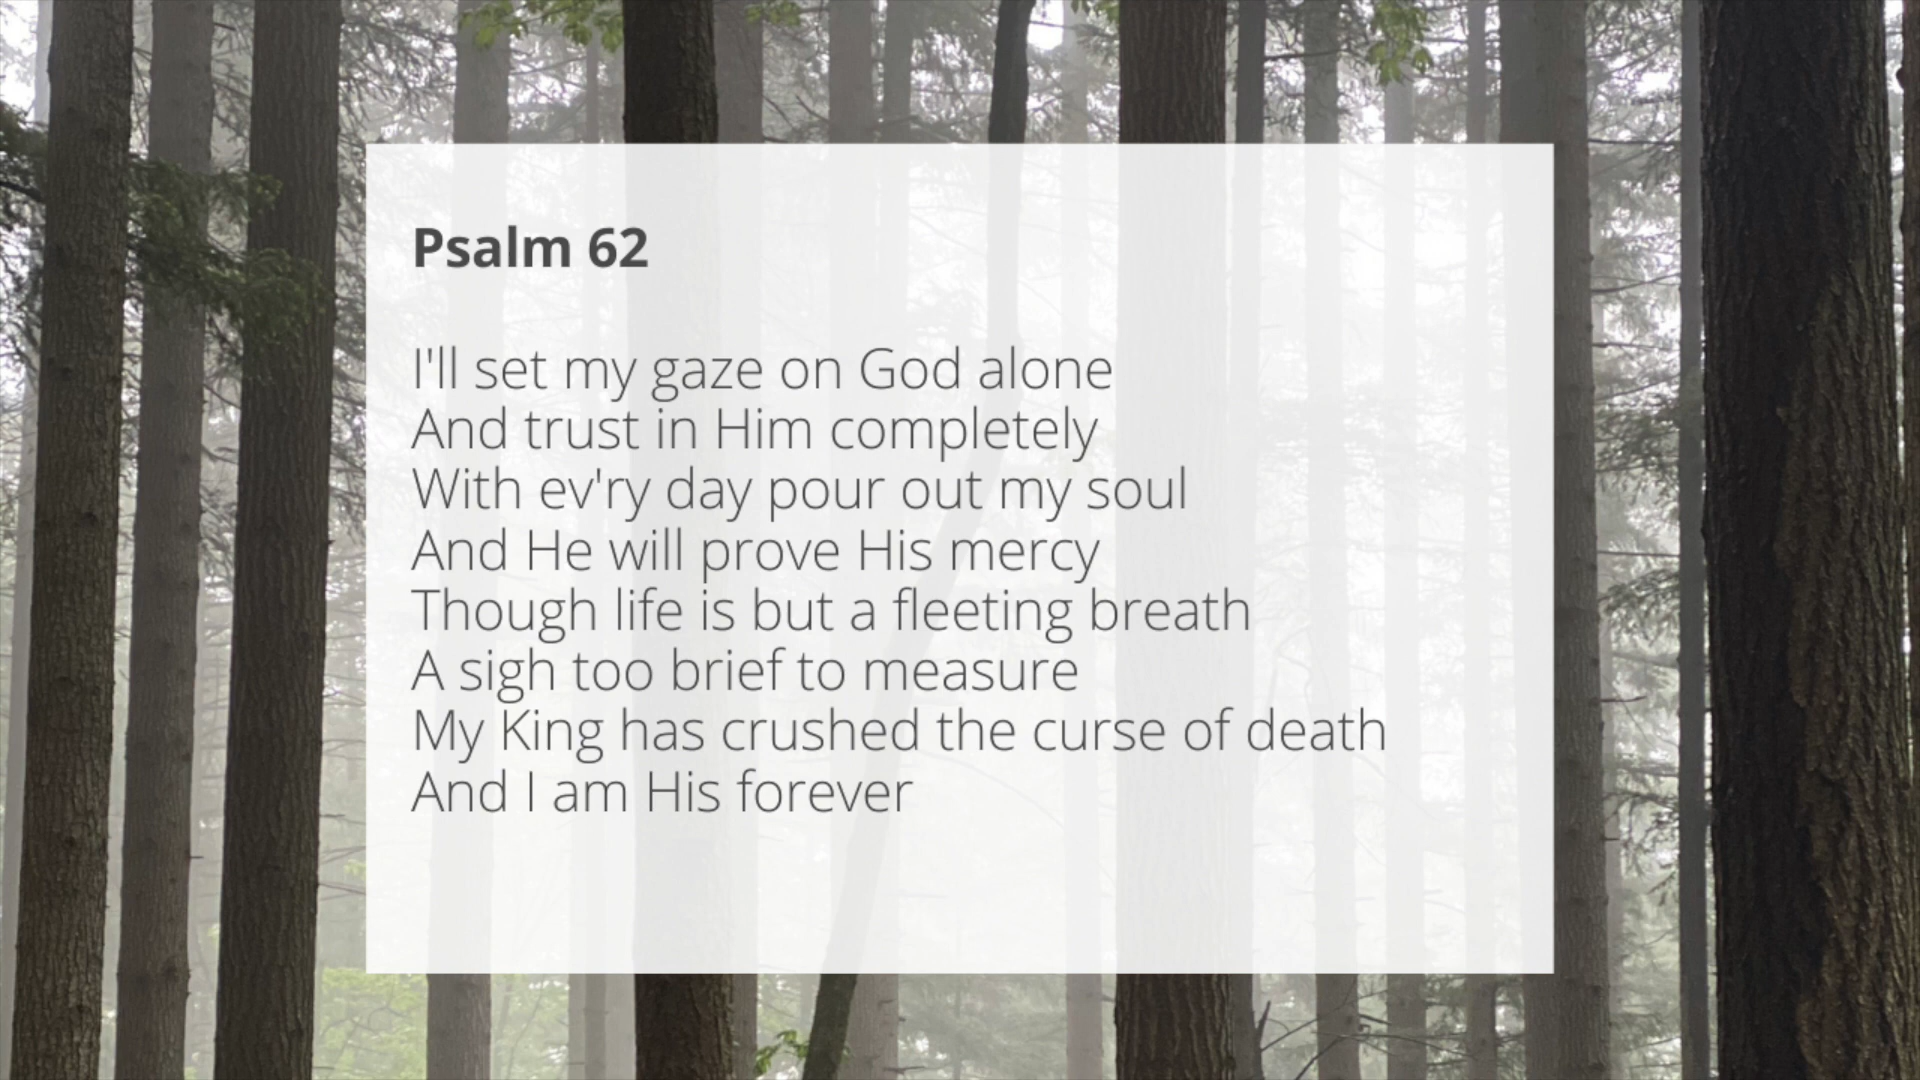 Psalm 62
I'll set my gaze on God alone
And trust in Him completely
With ev'ry day pour out my soul
And He will prove His mercy
Though life is but a fleeting breath
A sigh too brief to measure
My King has crushed the curse of death
And I am His forever